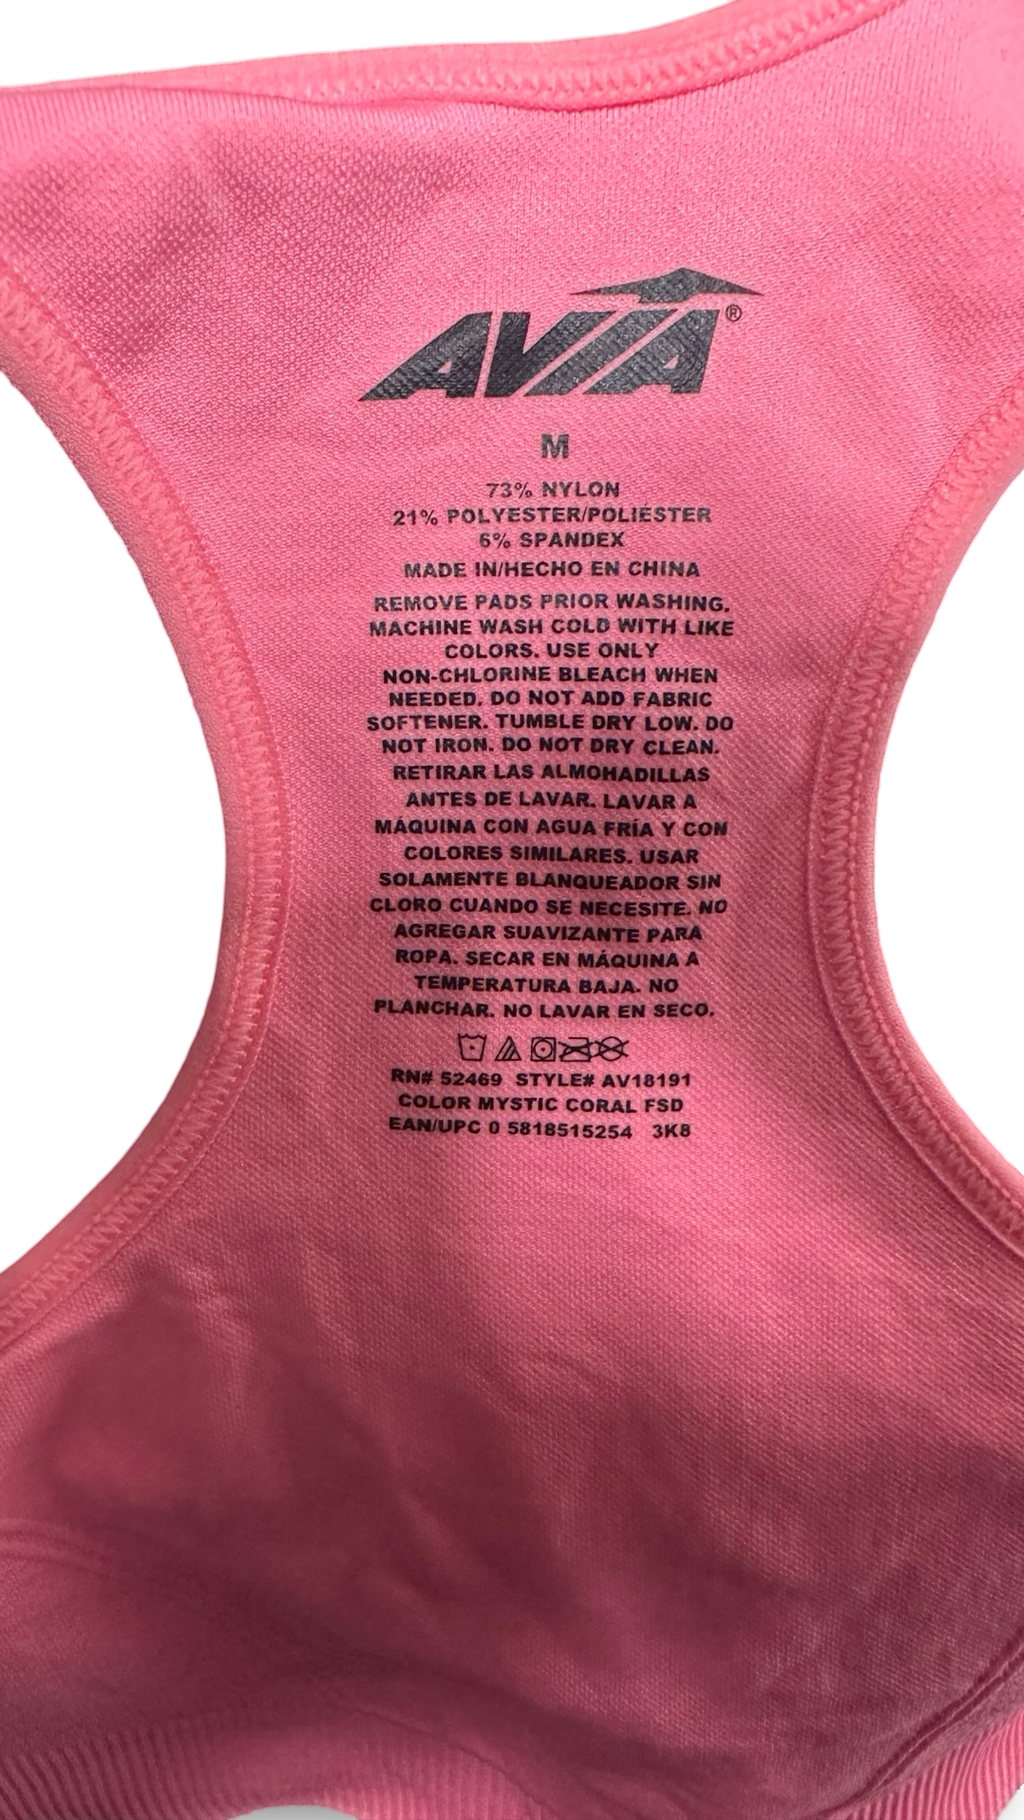 AVIA®
M
73% NYLON
21% POLYESTER/POLIÉSTER
6% SPANDEX
MADE IN/HECHO EN CHINA
REMOVE PADS PRIOR WASHING.
MACHINE WASH COLD WITH LIKE
COLORS. USE ONLY
NON-CHLORINE BLEACH WHEN
NEEDED. DO NOT ADD FABRIC
SOFTENER. TUMBLE DRY LOW. DO
NOT IRON. DO NOT DRY CLEAN.
RETIRAR LAS ALMOHADILLAS
ANTES DE LAVAR. LAVAR A
MÁQUINA CON AGUA FRÍA Y CON
COLORES SIMILARES. USAR
SOLAMENTE BLANQUEADOR SIN
CLORO CUANDO SE NECESITE. NO
AGREGAR SUAVIZANTE PARA
ROPA. SECAR EN MÁQUINA A
TEMPERATURA BAJA. NO
PLANCHAR. NO LAVAR EN SECO.
RN# 52469 STYLE# AV18191
COLOR MYSTIC CORAL FSD
EAN/UPC 0 5818515254 3K8